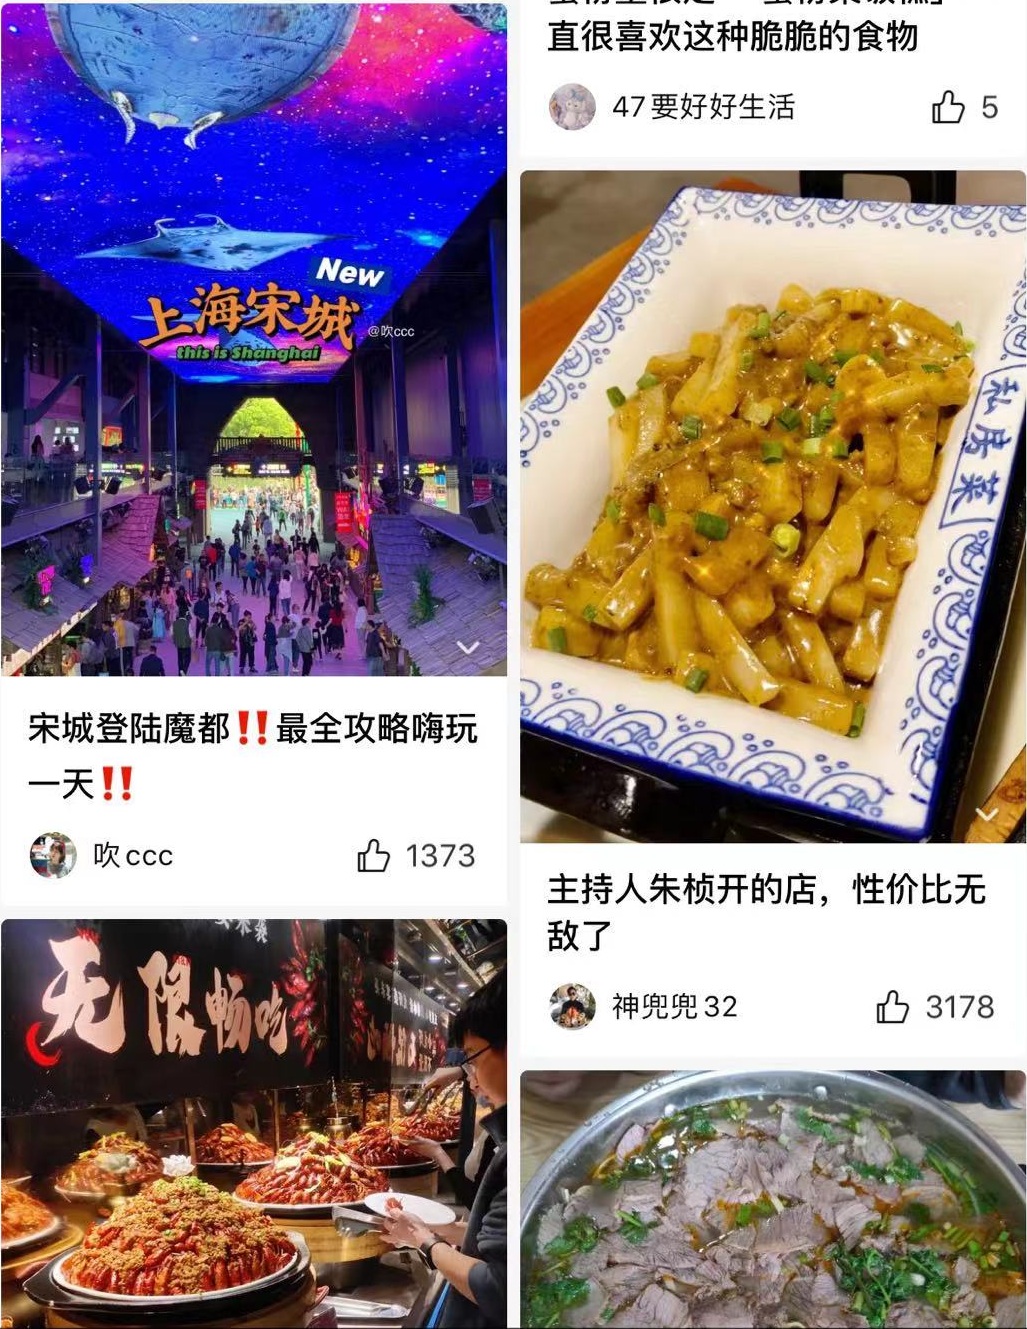 New
上海宋城
@吹ccc
this is Shanghai
宋城登陆魔都‼️最全攻略嗨玩
一天‼️
吹ccc
1373
无限畅吃
直很喜欢这种脆脆的食物
47要好好生活
5
私房菜
主持人朱桢开的店，性价比无
敌了
神兜兜32
3178